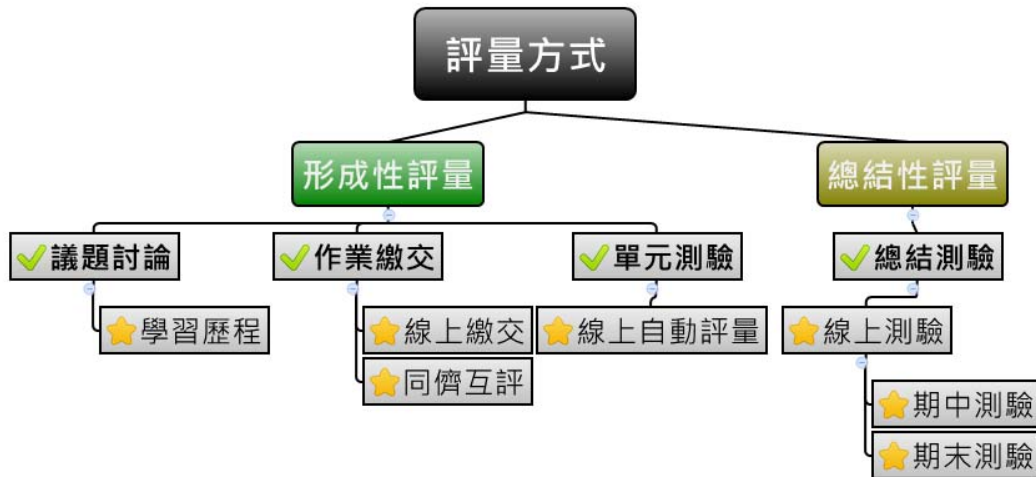 評量方式
形成性評量
總結性評量
議題討論
作業繳交
單元測驗
總結測驗
學習歷程
線上繳交
線上自動評量
線上測驗
同儕互評
期中測驗
期末測驗